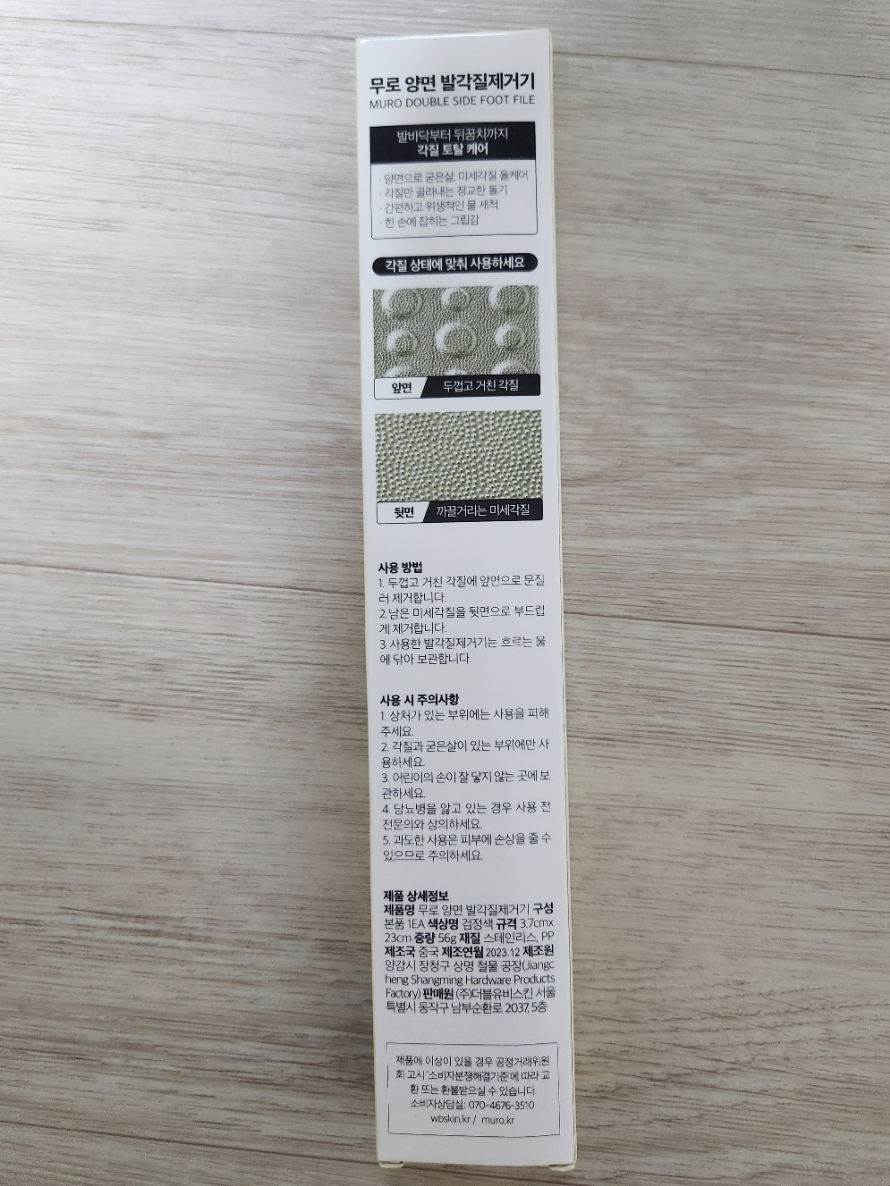 무로 양면 발각질제거기
MURO DOUBLE SIDE FOOT FILE
발바닥부터 뒤꿈치까지
각질 토탈 케어
· 양면으로 굳은살, 미세각질 올케어
· 각질만 골라내는 정교한 돌기
· 간편하고 위생적인 물 세척
· 한 손에 잡히는 그립감
각질 상태에 맞춰 사용하세요
앞면 두껍고 거친 각질
뒷면 까끌거리는 미세각질
사용 방법
1. 두껍고 거친 각질에 앞면으로 문질
러 제거합니다.
2. 남은 미세각질을 뒷면으로 부드럽
게 제거합니다.
3. 사용한 발각질제거기는 흐르는 물
에 닦아 보관합니다.
사용 시 주의사항
1. 상처가 있는 부위에는 사용을 피해
주세요.
2. 각질과 굳은살이 있는 부위에만 사
용하세요.
3. 어린이의 손이 잘 닿지 않는 곳에 보
관하세요.
4. 당뇨병을 앓고 있는 경우 사용 전
전문의와 상의하세요.
5. 과도한 사용은 피부에 손상을 줄 수
있으므로 주의하세요.
제품 상세정보
제품명 무로 양면 발각질제거기 구성
본품 1EA 색상명 검정색 규격 3.7cmx
23cm 중량 56g 재질 스테인리스, PP
제조국 중국 제조연월 2023.12 제조원
양강시 장청구 상명 철물 공장(Jiangc
heng Shangming Hardware Products
Factory) 판매원 (주)더블유비스킨 서울
특별시 동작구 남부순환로 2037, 5층
제품에 이상이 있을 경우 공정거래위원
회 고시 '소비자분쟁해결기준'에 따라 교
환 또는 환불받으실 수 있습니다.
소비자상담실: 070-4676-3510
wbskin.kr / muro.kr